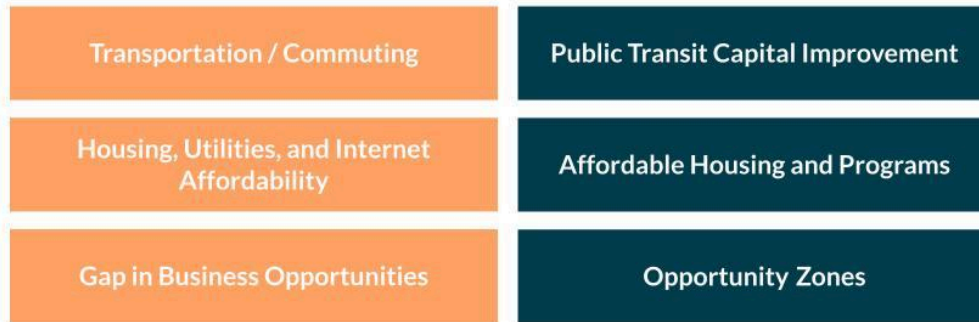 Transportation / Commuting
Public Transit Capital Improvement
Housing, Utilities, and Internet
Affordability
Affordable Housing and Programs
Gap in Business Opportunities
Opportunity Zones